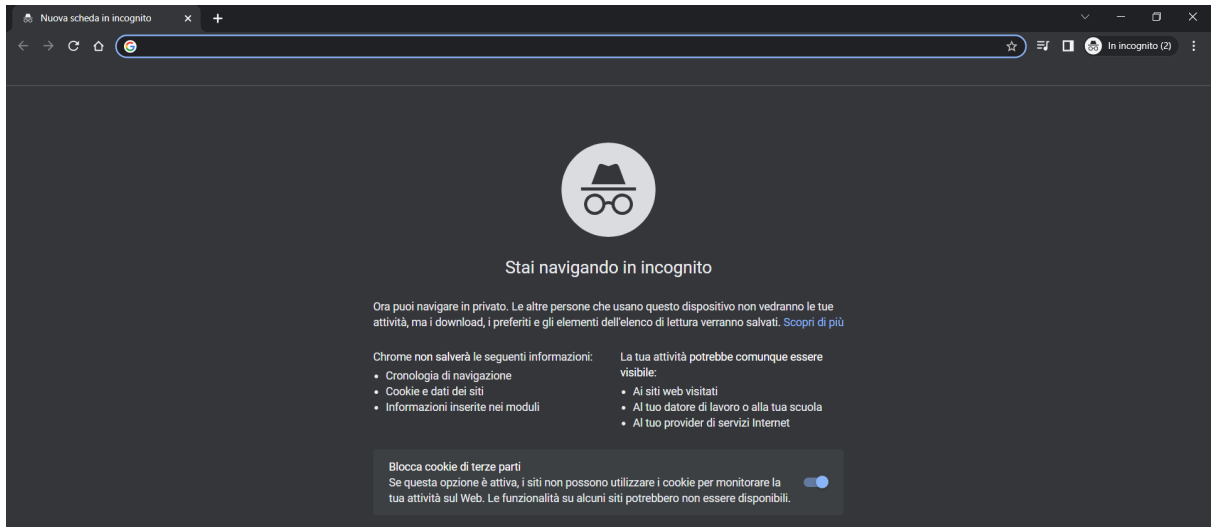 Nuova scheda in incognito
In incognito (2)
Stai navigando in incognito
Ora puoi navigare in privato. Le altre persone che usano questo dispositivo non vedranno le tue
attività, ma i download, i preferiti e gli elementi dell'elenco di lettura verranno salvati. Scopri di più
Chrome non salverà le seguenti informazioni:
• Cronologia di navigazione
• Cookie e dati dei siti
• Informazioni inserite nei moduli
La tua attività potrebbe comunque essere
visibile:
• Ai siti web visitati
• Al tuo datore di lavoro o alla tua scuola
• Al tuo provider di servizi Internet
Blocca cookie di terze parti
Se questa opzione è attiva, i siti non possono utilizzare i cookie per monitorare la
tua attività sul Web. Le funzionalità su alcuni siti potrebbero non essere disponibili.